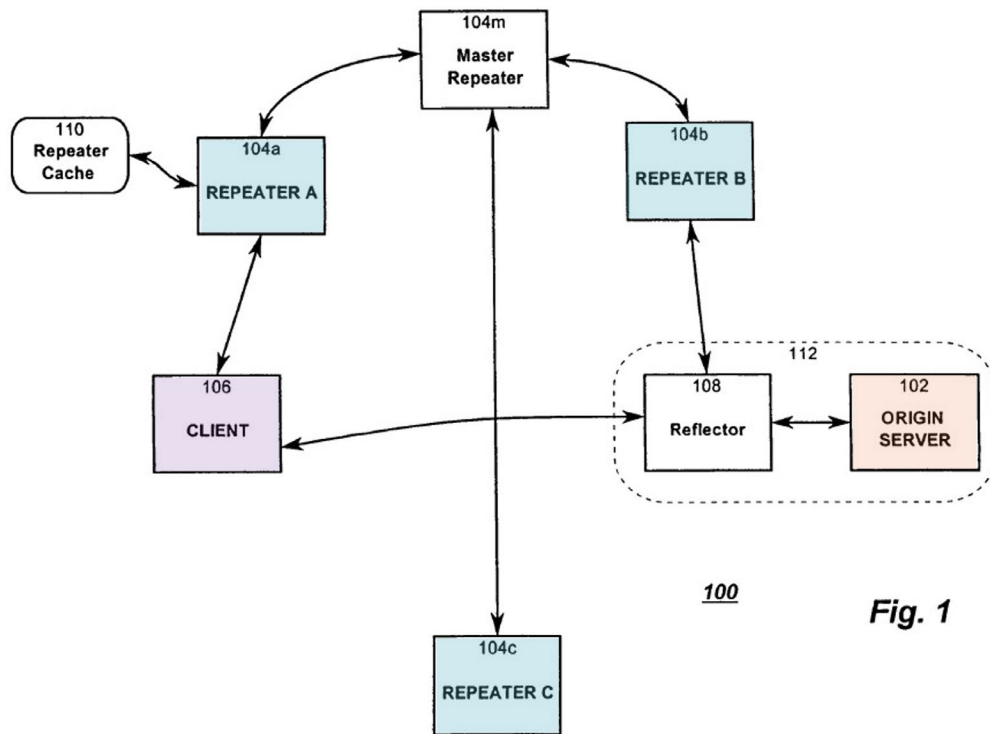 104m
Master
Repeater
110
Repeater
Cache
104a
REPEATER A
104b
REPEATER B
106
CLIENT
112
108
Reflector
102
ORIGIN
SERVER
100
Fig. 1
104c
REPEATER C